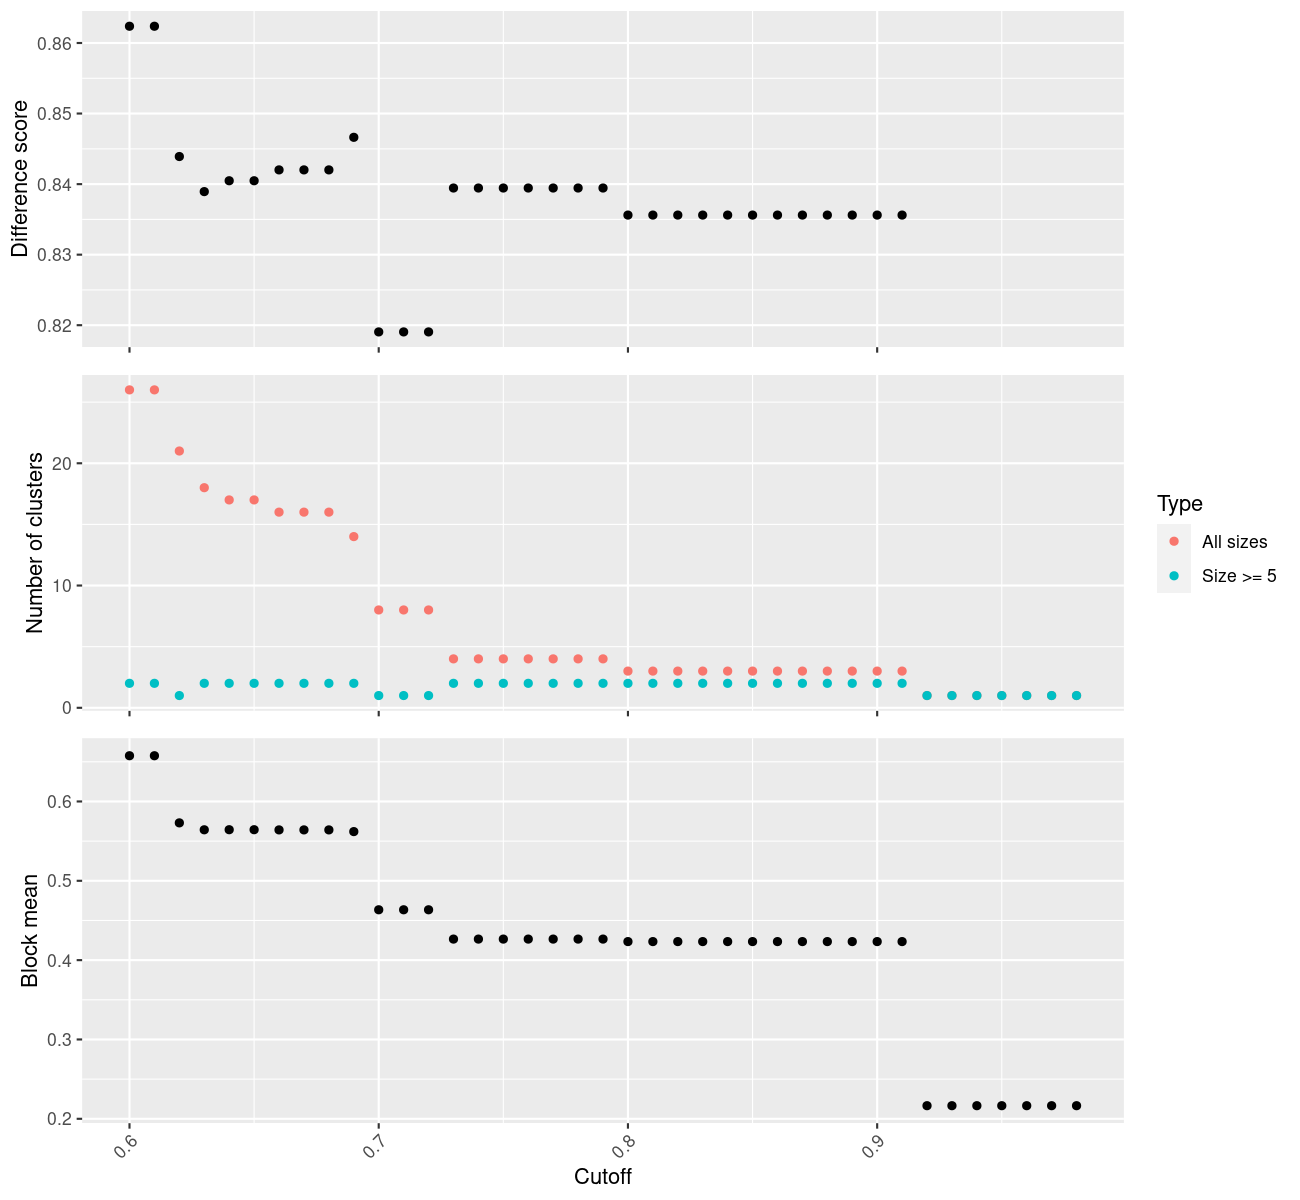 Difference score
0.86
0.85
0.84
0.83
0.82
Number of clusters
20
10
0
Type
All sizes
Size >= 5
Block mean
0.6
0.5
0.4
0.3
0.2
0.6 0.7 0.8 0.9
Cutoff